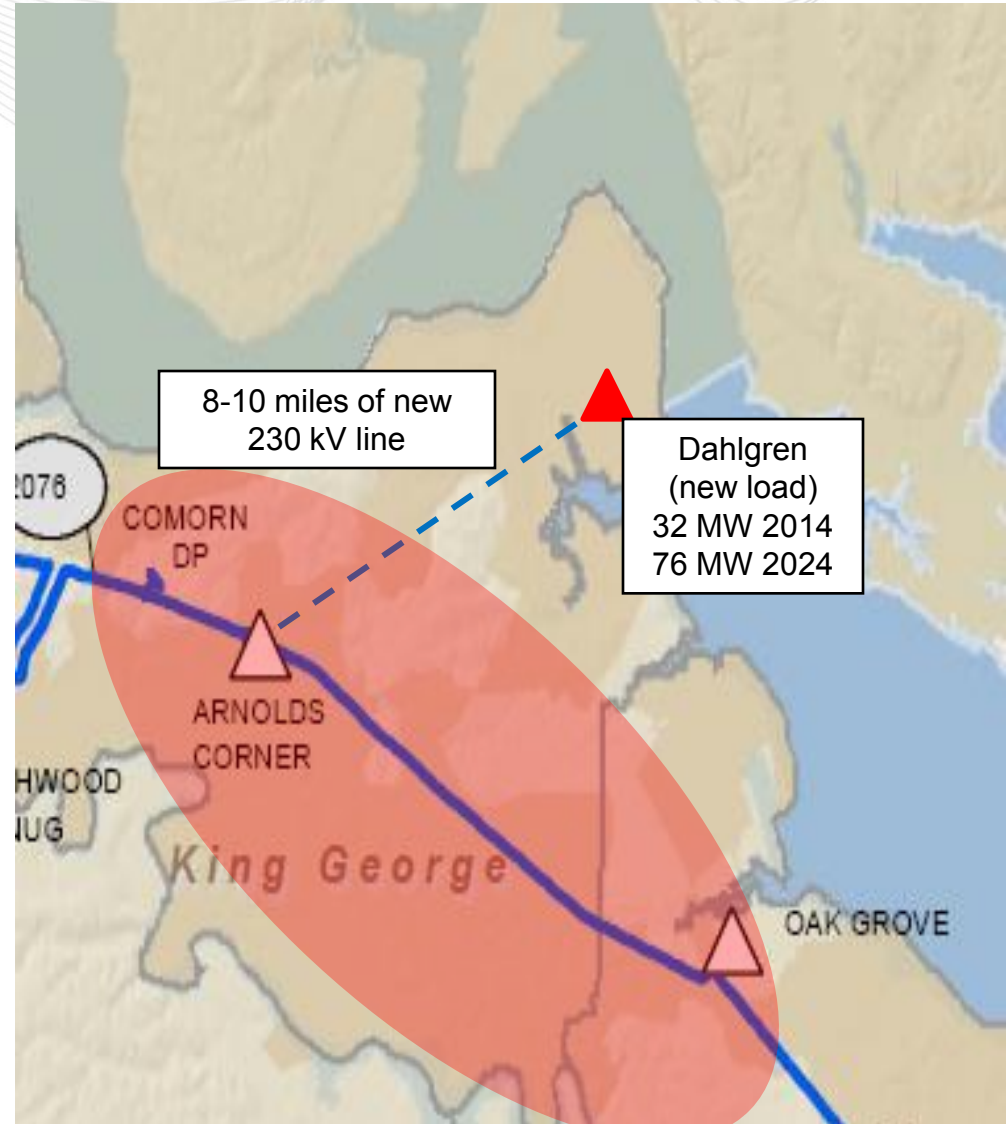 8-10 miles of new
230 kV line
Dahlgren
(new load)
32 MW 2014
76 MW 2024
2076
COMORN
DP
ARNOLDS
CORNER
HWOOD
NUG
King George
OAK GROVE